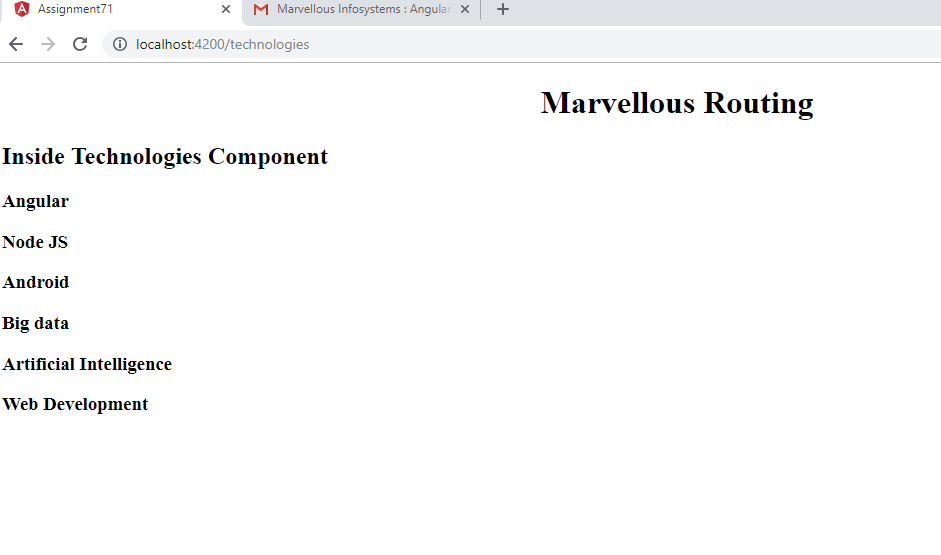 Assignment71
Marvellous Infosystems : Angular
localhost:4200/technologies
Marvellous Routing
Inside Technologies Component
Angular
Node JS
Android
Big data
Artificial Intelligence
Web Development